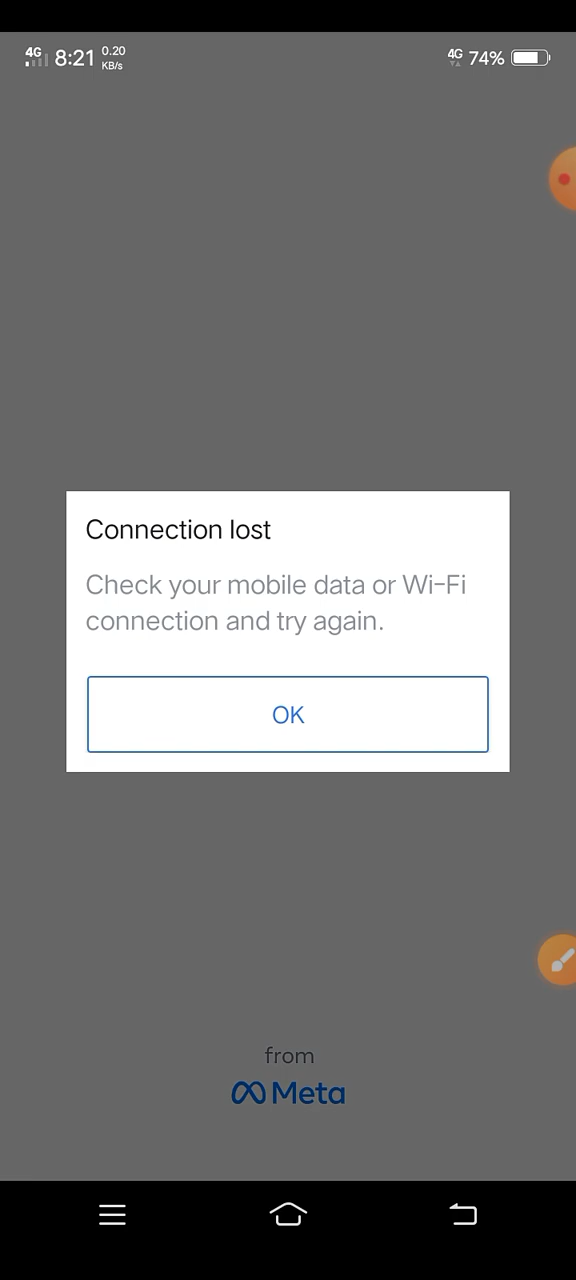 4G 8:21 0.20 KB/s 4G 74%
Connection lost
Check your mobile data or Wi-Fi
connection and try again.
OK
from
Meta